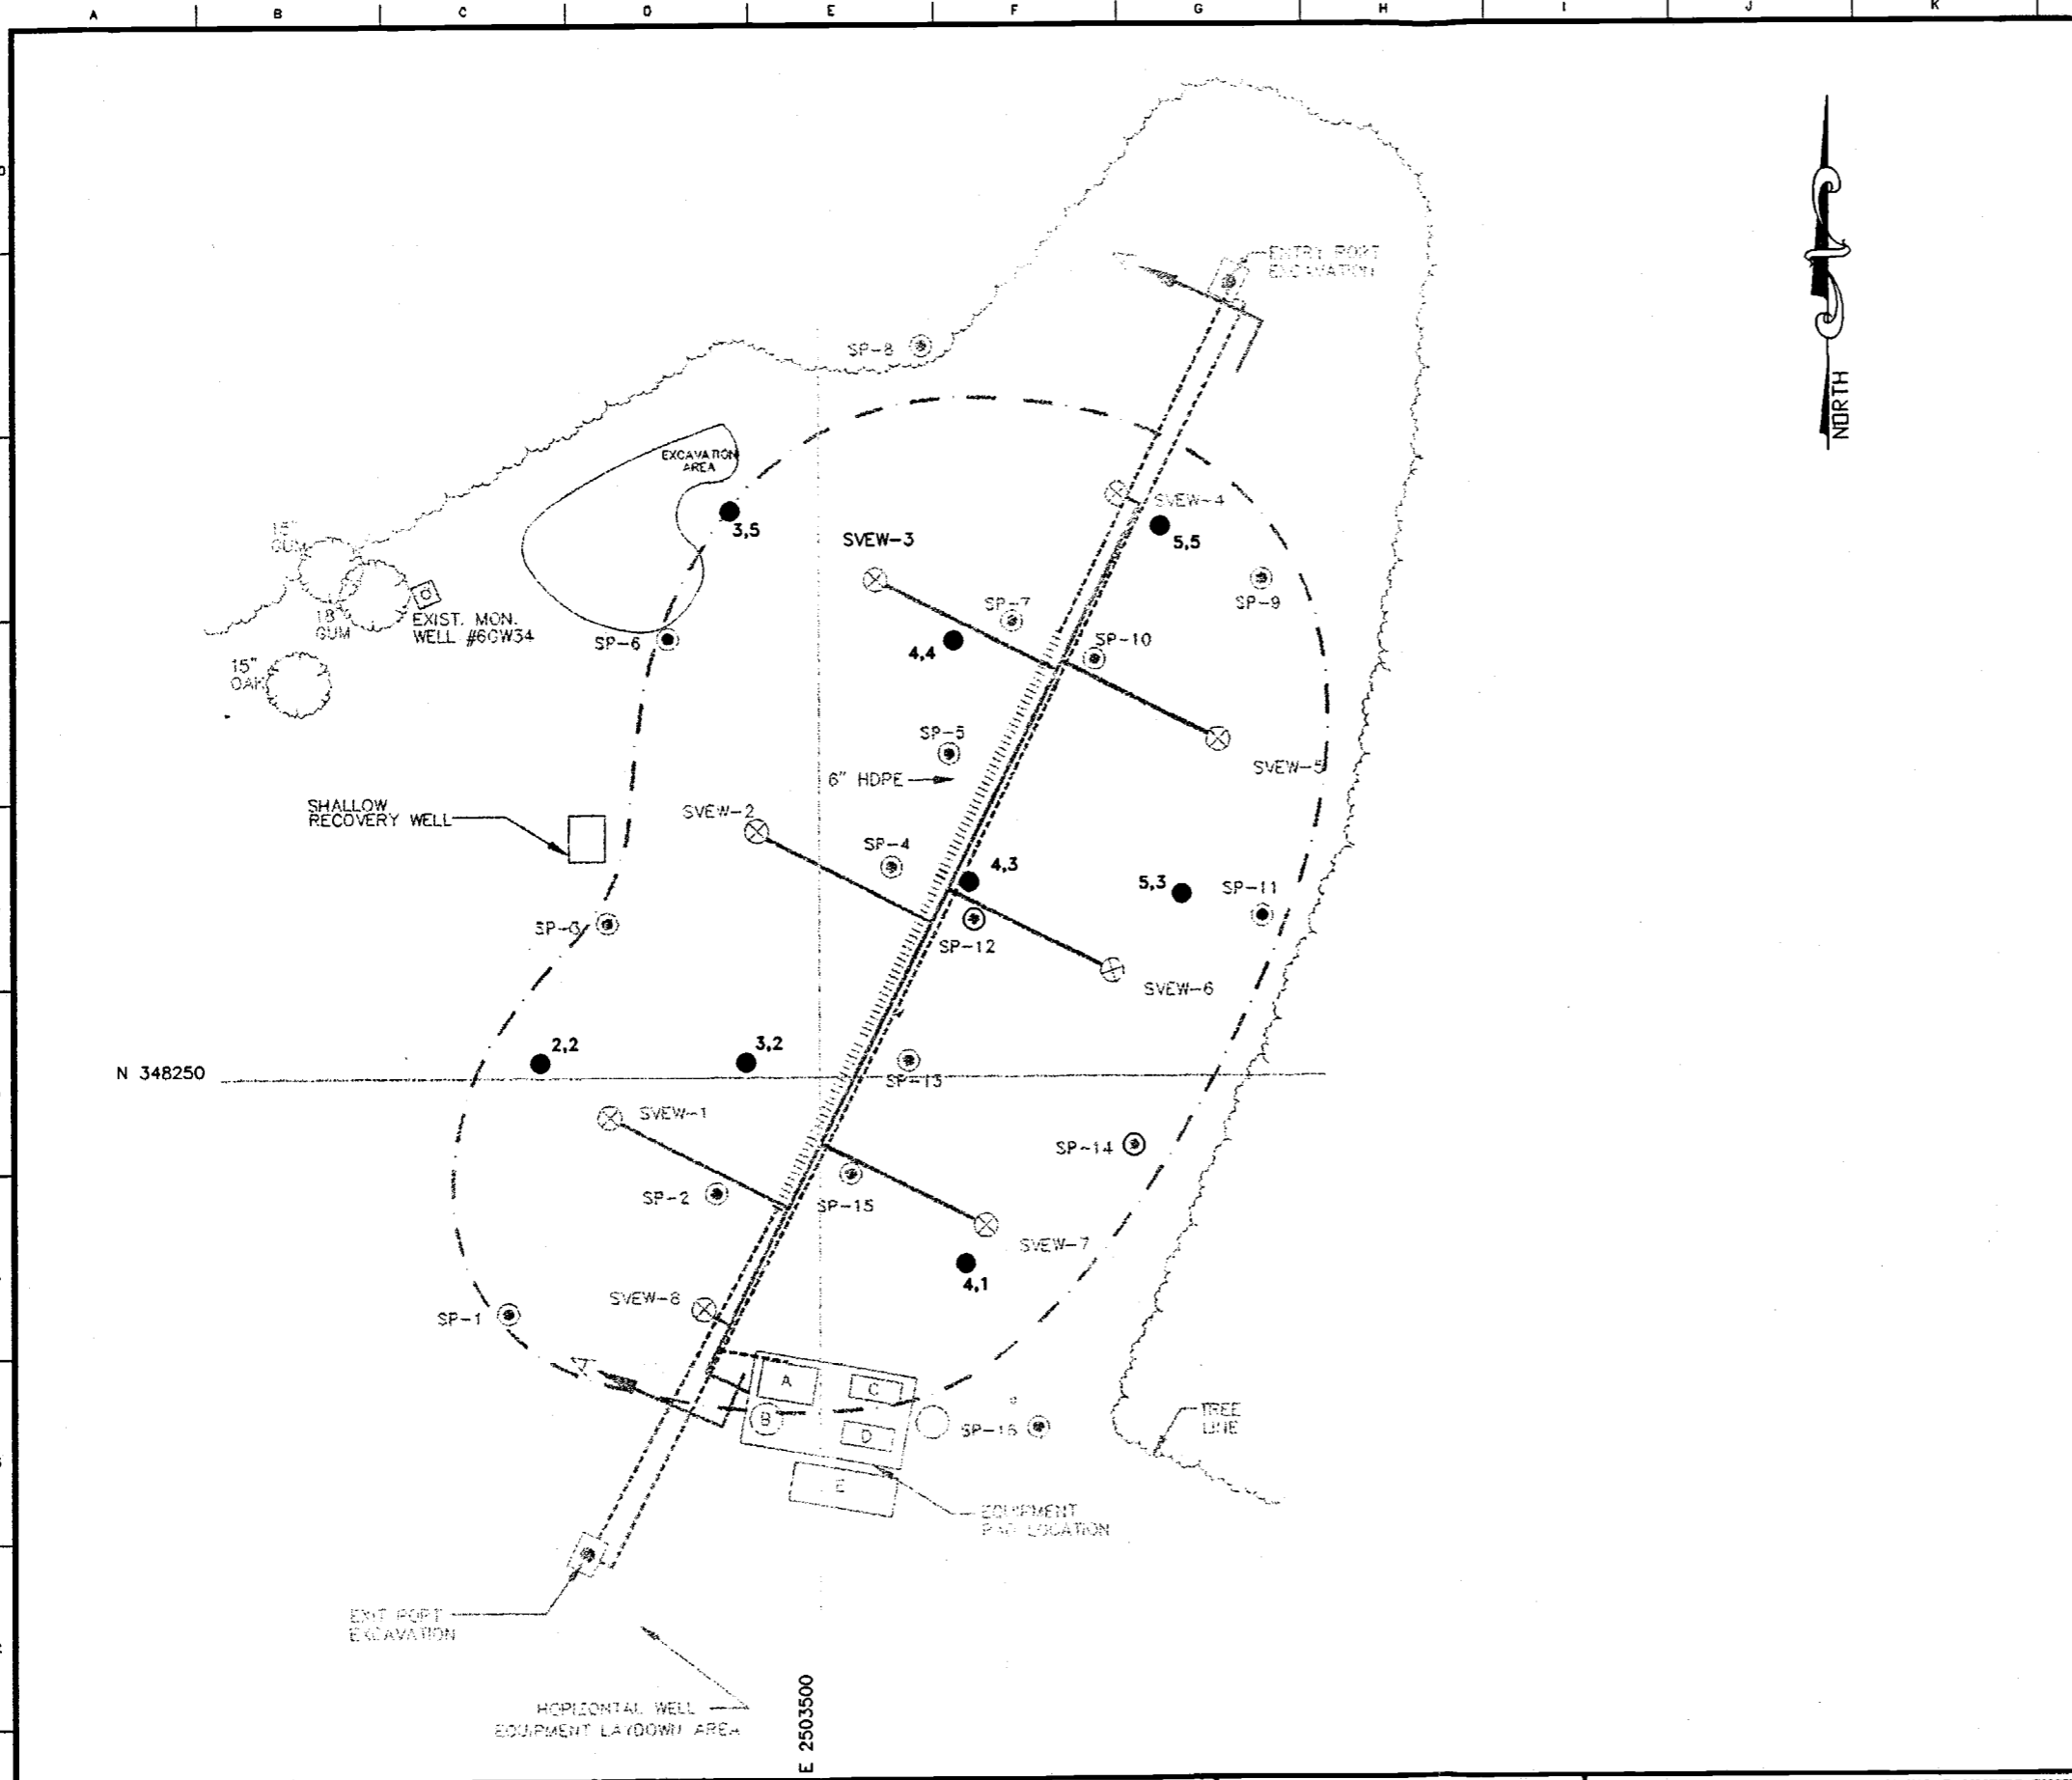 A B C D E F G H I J K
ENTRY PORT
EXCAVATION
NORTH
SP-8
EXCAVATION
AREA
SVEW-4
3,5
5,5
SVEW-3
GUM
SP-7
SP-9
18"
GUM
EXIST. MON.
WELL #6GW34
SP-6
4,4
SP-10
15"
OAK
SP-5
6" HDPE
SVEW-5
SHALLOW
RECOVERY WELL
SVEW-2
SP-4
4,3
5,3
SP-11
SP-12
SVEW-6
2,2
3,2
N 348250
SP-13
SVEW-1
SP-14
SP-2
SP-15
SVEW-7
4,1
SVEW-8
SP-1
A
C
B
D
E
TREE
LINE
EQUIPMENT
PAD LOCATION
EXIT PORT
EXCAVATION
HORIZONTAL WELL
EQUIPMENT LAYDOWN AREA
E 2503500